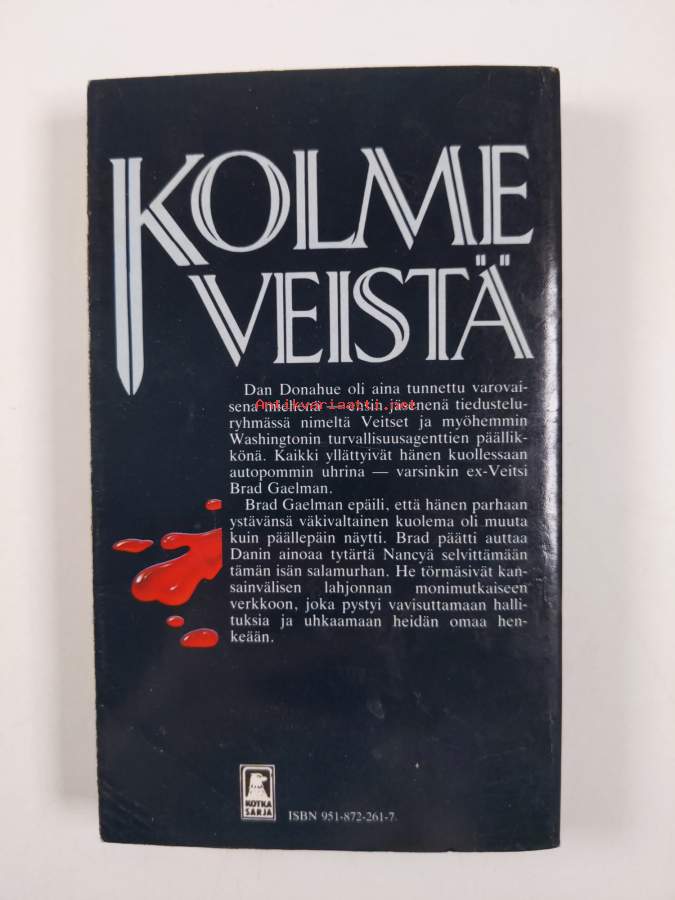 KOLME
VEISTÄ
Dan Donahue oli aina tunnettu varovai-
sena miehenä — ensin jäsenenä tiedustelu-
Antikvariaatti.net
ryhmässä nimeltä Veitset ja myöhemmin
Washingtonin turvallisuusagenttien päällik-
könä. Kaikki yllättyivät hänen kuollessaan
autopommin uhrina — varsinkin ex-Veitsi
Brad Gaelman.
Brad Gaelman epäili, että hänen parhaan
ystävänsä väkivaltainen kuolema oli muuta
kuin päällepäin näytti. Brad päätti auttaa
Danin ainoaa tytärtä Nancyä selvittämään
tämän isän salamurhan. He törmäsivät kan-
sainvälisen lahjonnan monimutkaiseen
verkkoon, joka pystyi vavisuttamaan halli-
tuksia ja uhkaamaan heidän omaa hen-
keään.
KOTKA
SARJA
ISBN 951-872-261-7